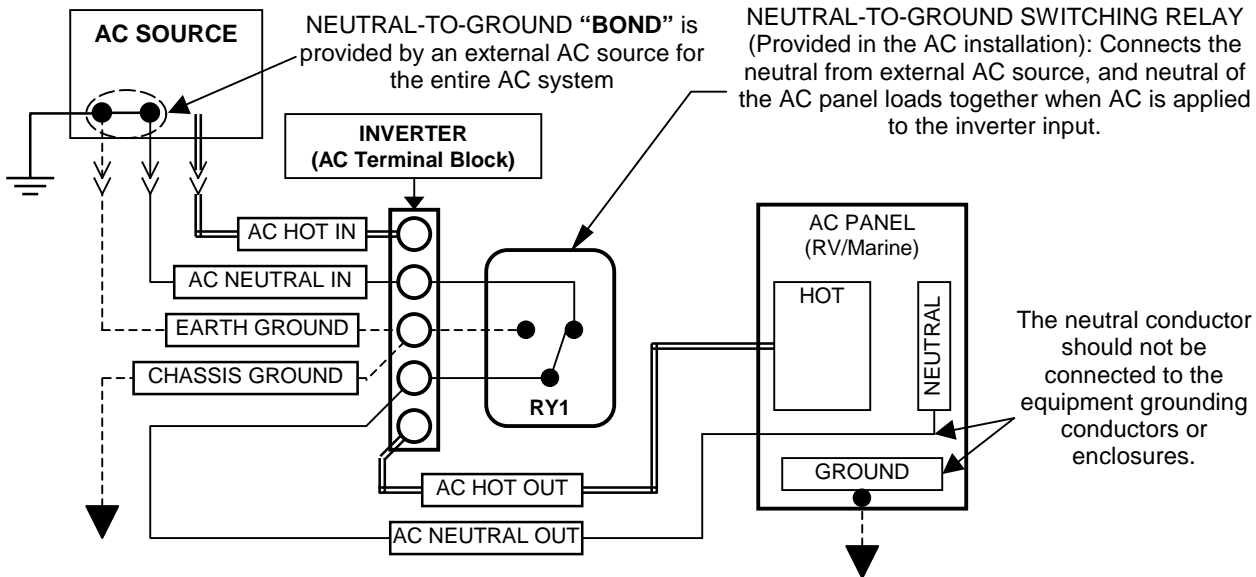 AC SOURCE
NEUTRAL-TO-GROUND “BOND” is
provided by an external AC source for
the entire AC system
NEUTRAL-TO-GROUND SWITCHING RELAY
(Provided in the AC installation): Connects the
neutral from external AC source, and neutral of
the AC panel loads together when AC is applied
to the inverter input.
INVERTER
(AC Terminal Block)
AC HOT IN
AC NEUTRAL IN
EARTH GROUND
CHASSIS GROUND
RY1
AC HOT OUT
AC NEUTRAL OUT
AC PANEL
(RV/Marine)
HOT
NEUTRAL
GROUND
The neutral conductor
should not be
connected to the
equipment grounding
conductors or
enclosures.